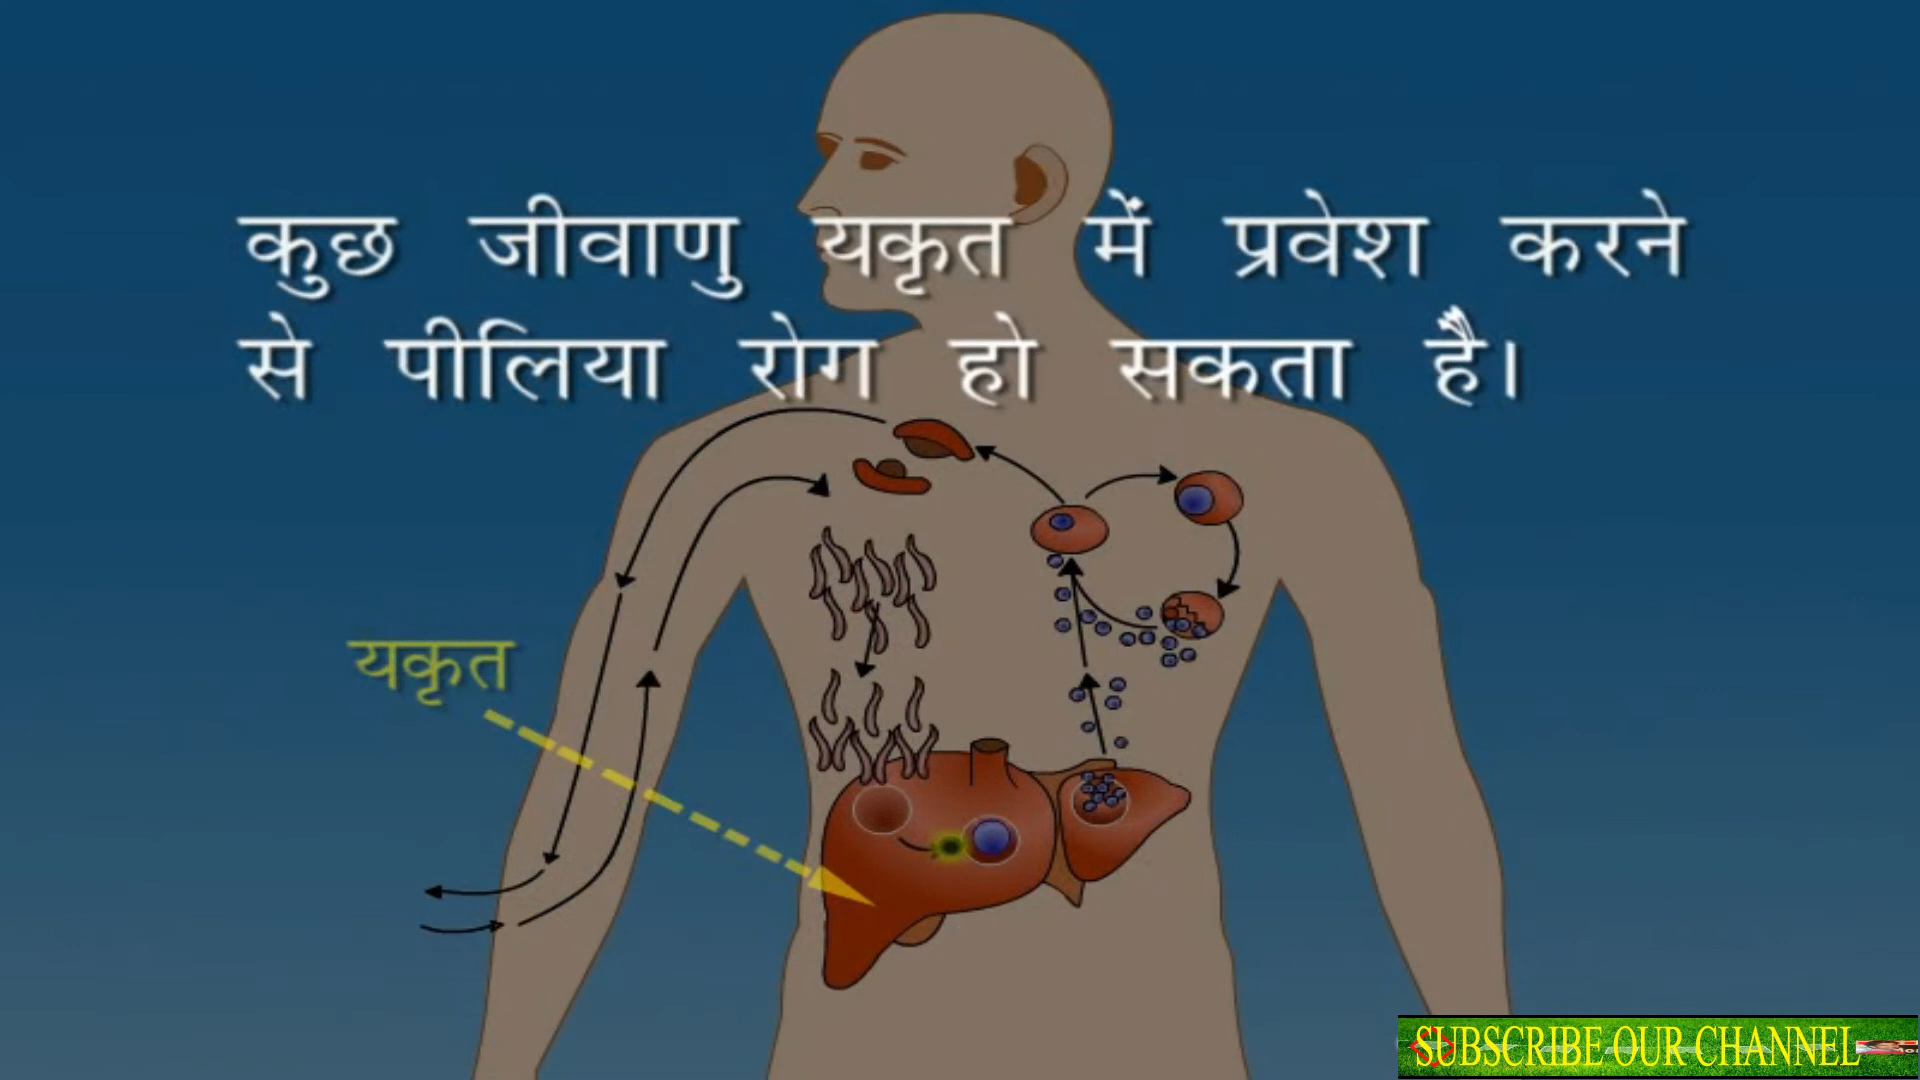 कुछ जीवाणु यकृत में प्रवेश करने
से पीलिया रोग हो सकता है।
यकृत
SUBSCRIBE OUR CHANNEL